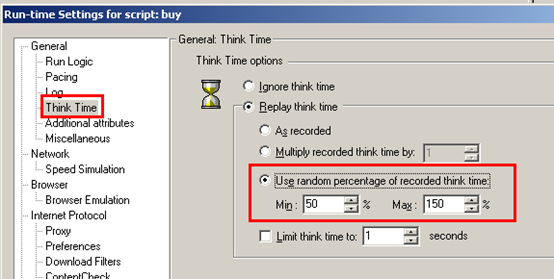 Run-time Settings for script: buy
General
Run Logic
Pacing
Log
Think Time
Additional attributes
Miscellaneous
Network
Speed Simulation
Browser
Browser Emulation
Internet Protocol
Proxy
Preferences
Download Filters
ContentCheck
General: Think Time
Think Time options
Ignore think time
Replay think time
As recorded
Multiply recorded think time by: 1
Use random percentage of recorded think time:
Min: 50 % Max: 150 %
Limit think time to: 1 seconds